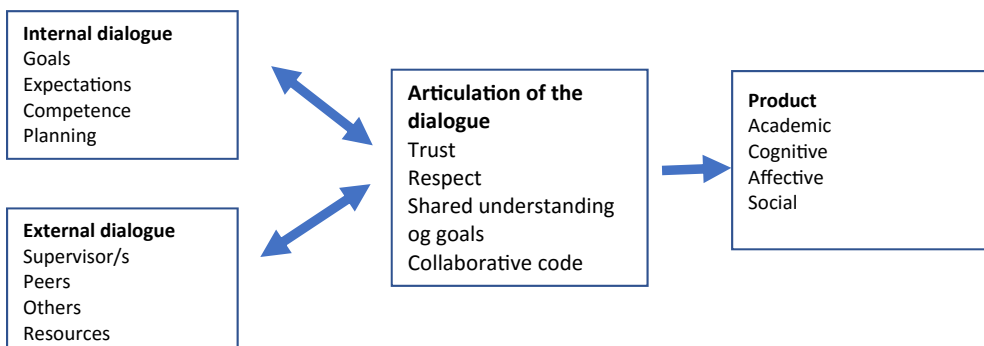 Internal dialogue
Goals
Expectations
Competence
Planning
External dialogue
Supervisor/s
Peers
Others
Resources
Articulation of the
dialogue
Trust
Respect
Shared understanding
og goals
Collaborative code
Product
Academic
Cognitive
Affective
Social